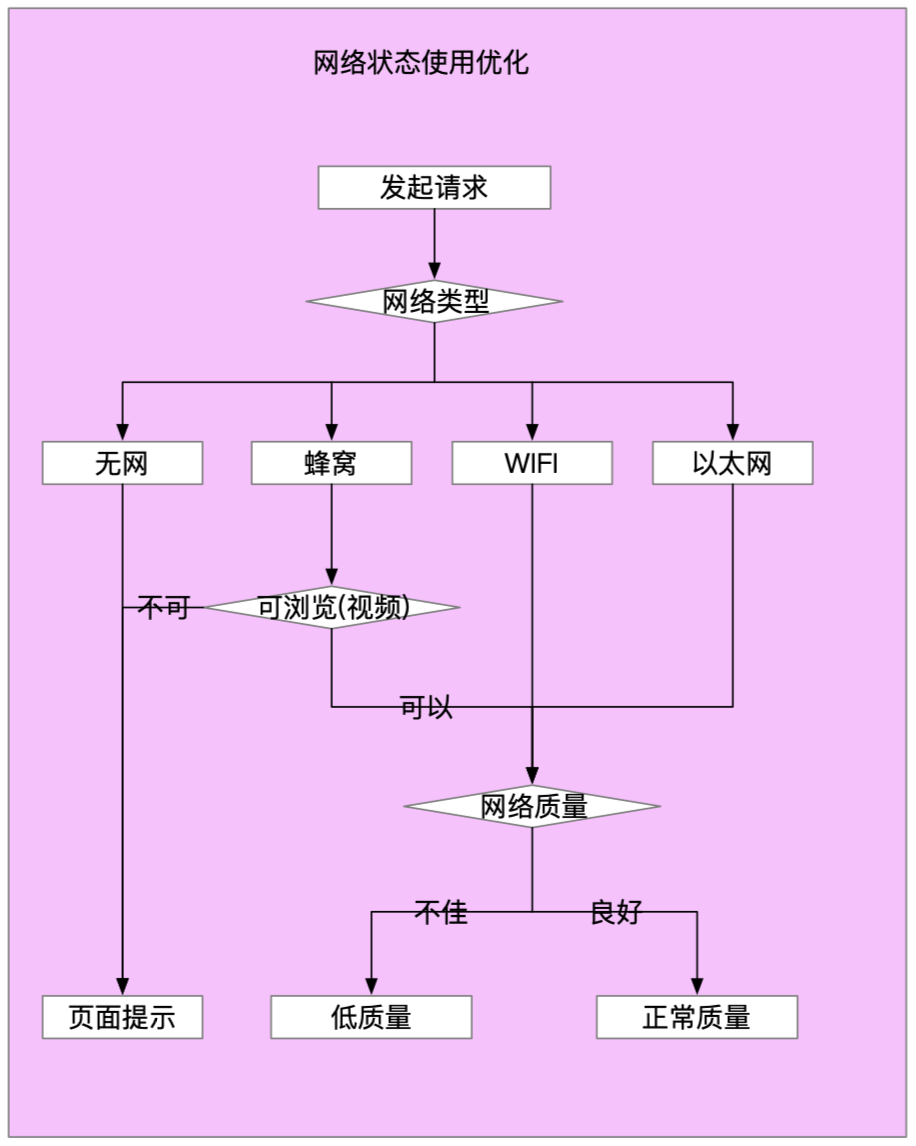 网络状态使用优化
发起请求
网络类型
无网
蜂窝
WIFI
以太网
不可
可浏览(视频)
可以
网络质量
不佳
良好
页面提示
低质量
正常质量